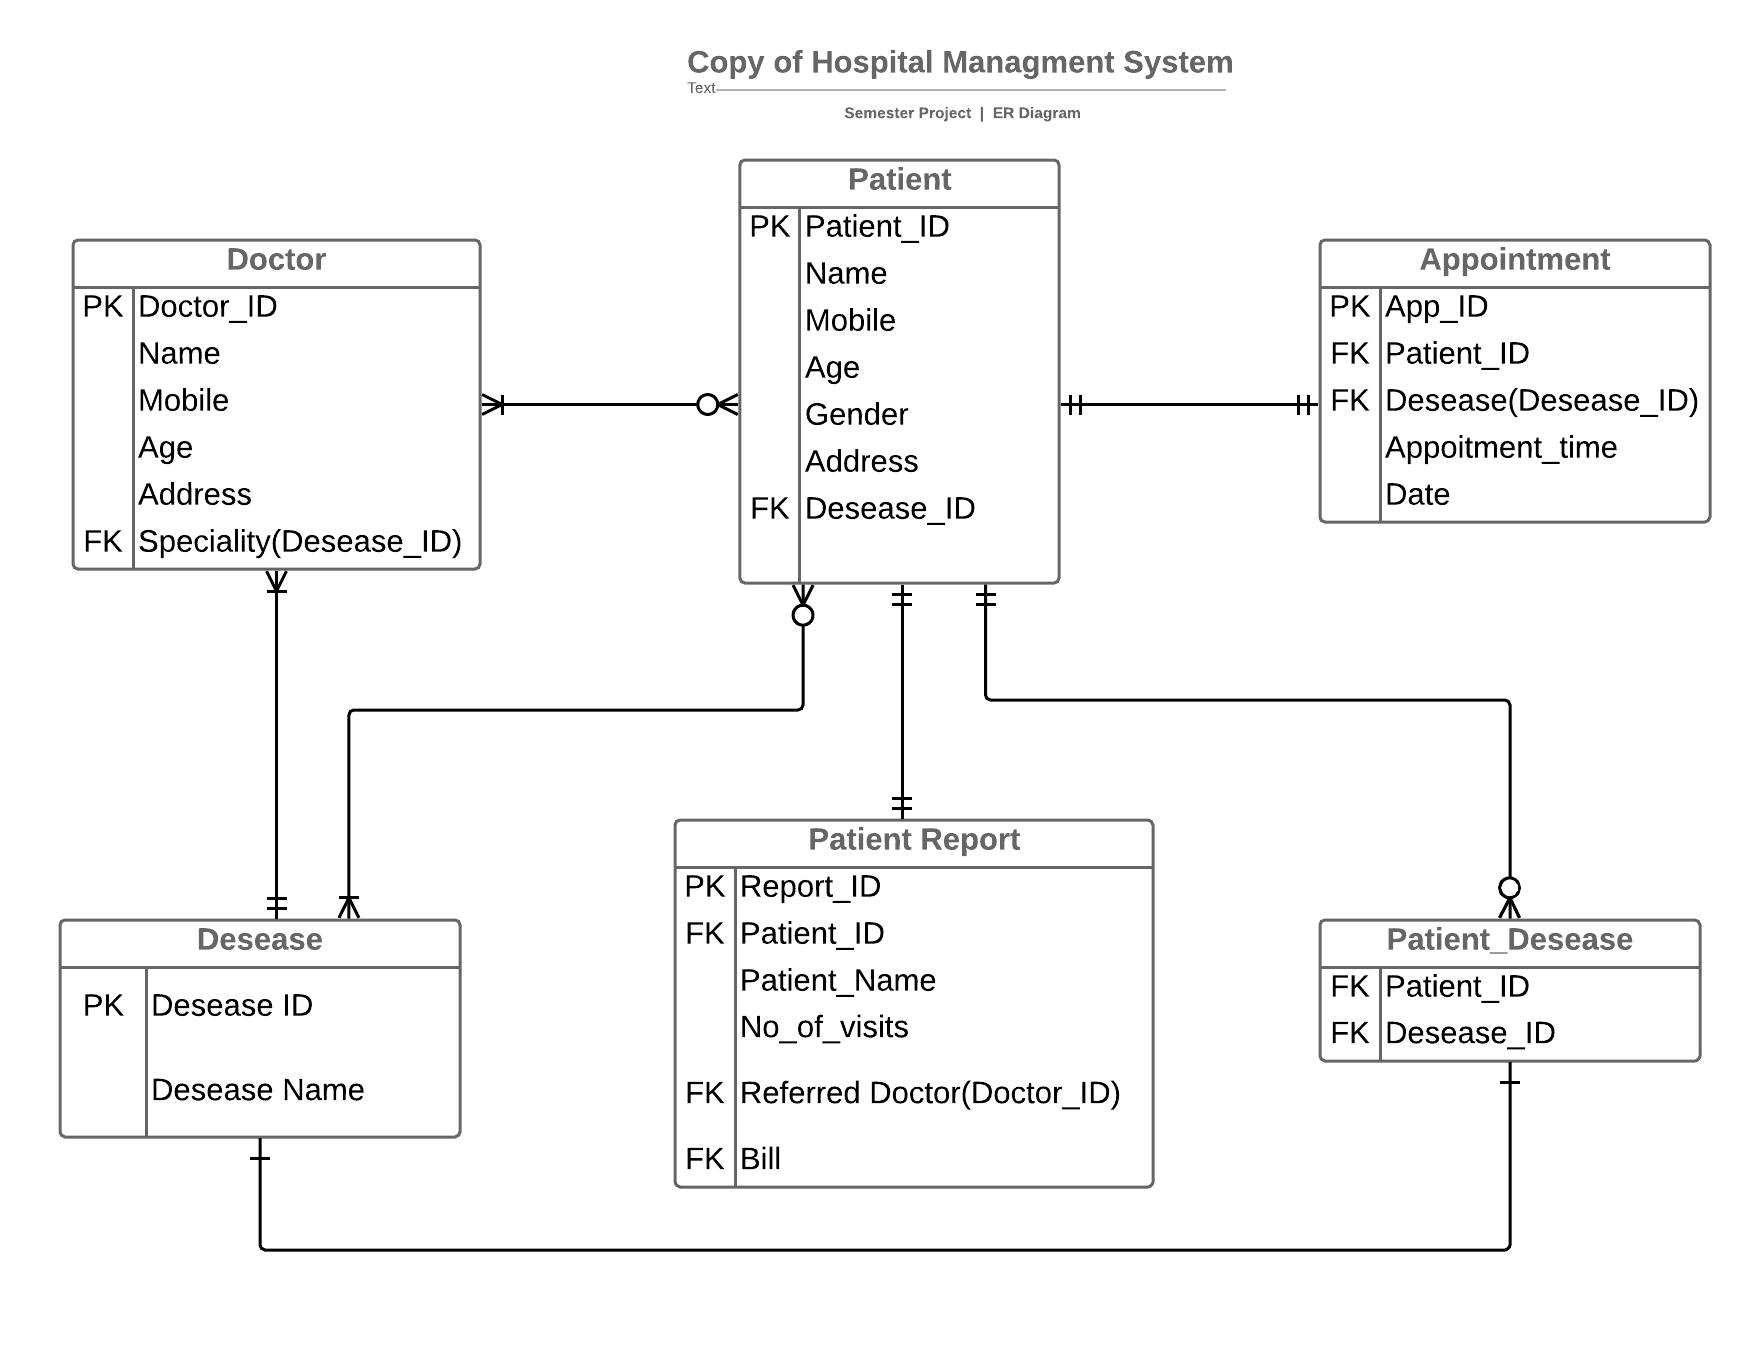 Copy of Hospital Managment System
Text
Semester Project | ER Diagram
Patient
PK Patient_ID
Name
Mobile
Age
Gender
Address
FK Desease_ID
Doctor
PK Doctor_ID
Name
Mobile
Age
Address
FK Speciality(Desease_ID)
Appointment
PK App_ID
FK Patient_ID
FK Desease(Desease_ID)
Appoitment_time
Date
Desease
PK Desease ID
Desease Name
Patient Report
PK Report_ID
FK Patient_ID
Patient_Name
No_of_visits
FK Referred Doctor(Doctor_ID)
FK Bill
Patient_Desease
FK Patient_ID
FK Desease_ID